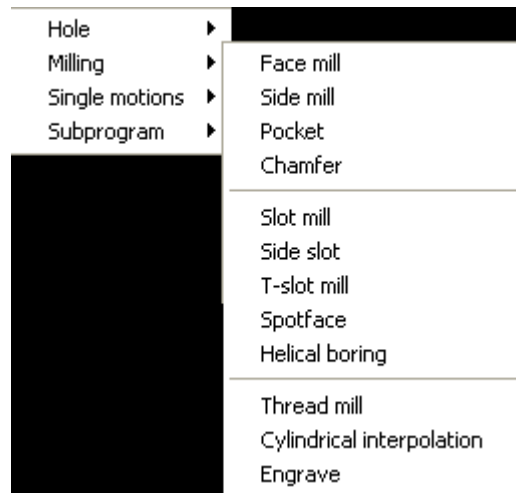 Hole
Milling
Single motions
Subprogram
Face mill
Side mill
Pocket
Chamfer
Slot mill
Side slot
T-slot mill
Spotface
Helical boring
Thread mill
Cylindrical interpolation
Engrave